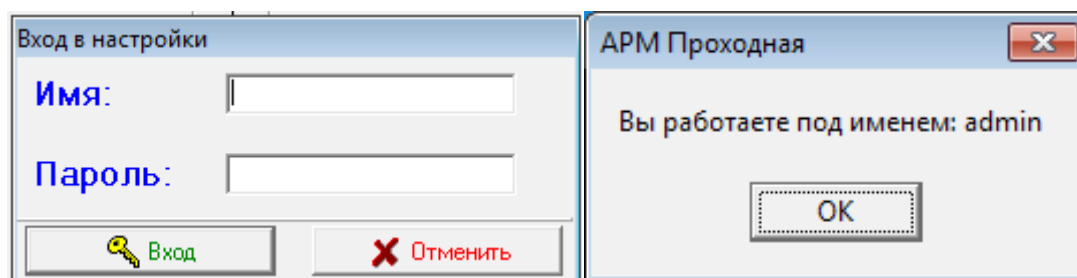 Вход в настройки
Имя:
Пароль:
Вход
Отменить
АРМ Проходная
Вы работаете под именем: admin
OK